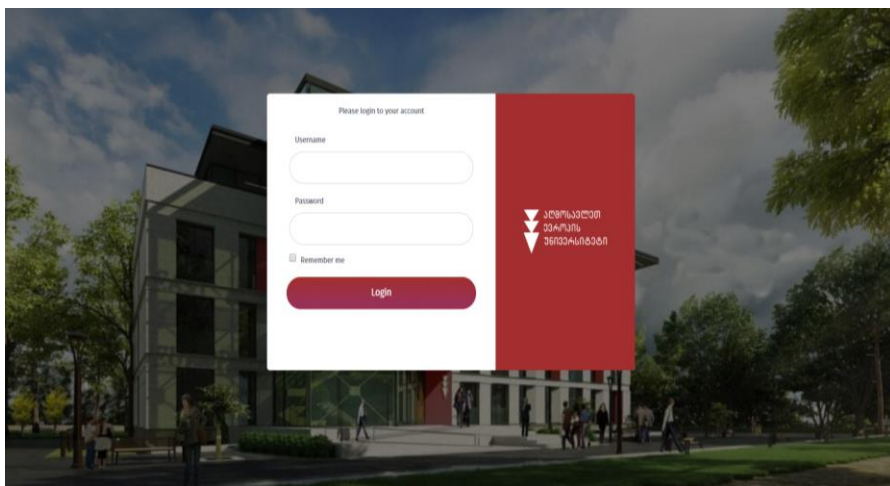 Please login to your account
Username
Password
Remember me
Login
აღმოსავლეთ
ევროპის
უნივერსიტეტი